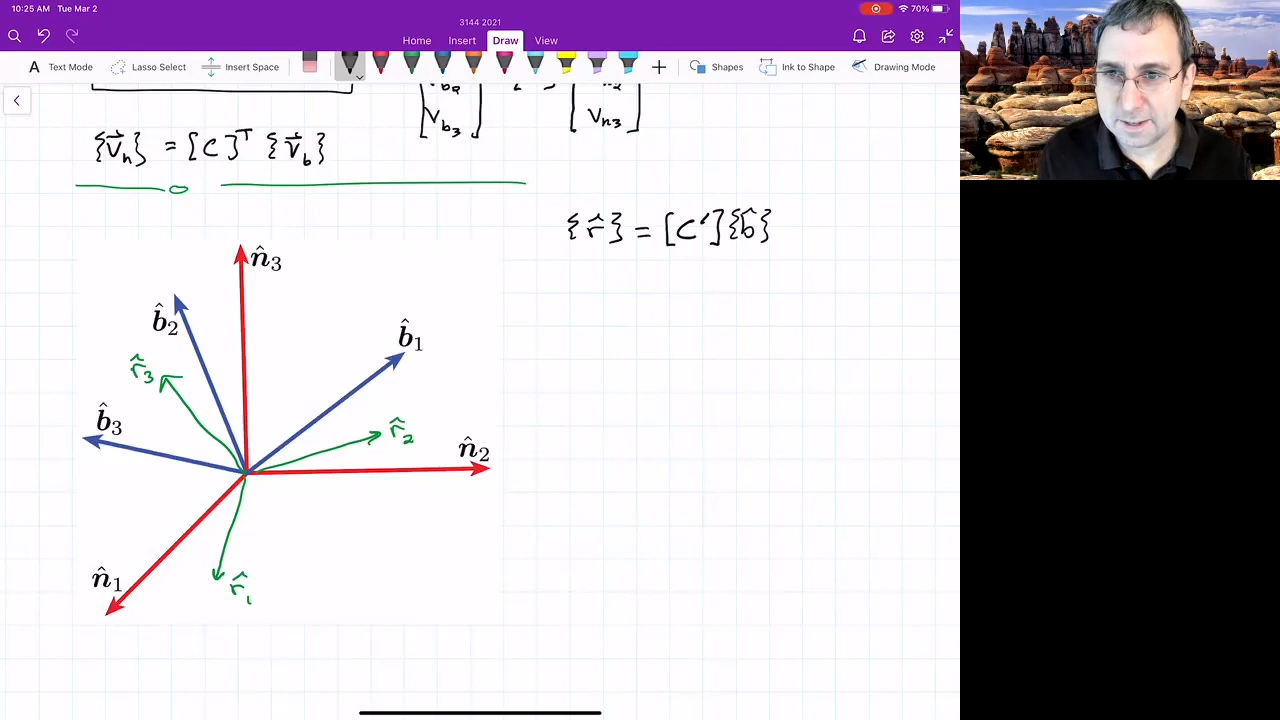 10:25 AM Tue Mar 2
70%
3144 2021
Home Insert Draw View
Text Mode Lasso Select Insert Space Shapes Ink to Shape Drawing Mode
V_b3 V_n3
{V⃗_n} = [C]^T {V⃗_b}
{r̂} = [C′]{b̂}
n̂3
b̂2
b̂1
r̂3
b̂3
r̂2
n̂2
n̂1
r̂1